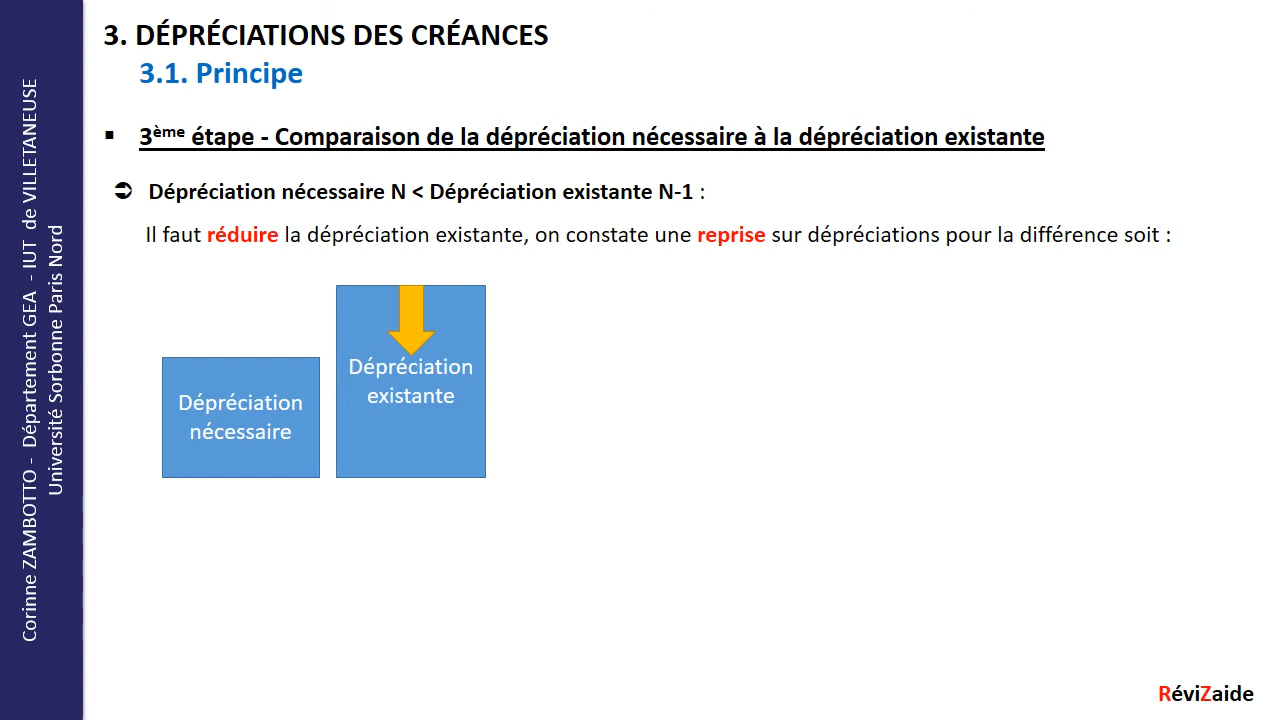 3. DÉPRÉCIATIONS DES CRÉANCES
3.1. Principe
▪ 3ème étape - Comparaison de la dépréciation nécessaire à la dépréciation existante
➲ Dépréciation nécessaire N < Dépréciation existante N-1 :
Il faut réduire la dépréciation existante, on constate une reprise sur dépréciations pour la différence soit :
Dépréciation
nécessaire
Dépréciation
existante
Corinne ZAMBOTTO - Département GEA - IUT de VILLETANEUSE
Université Sorbonne Paris Nord
RéviZaide